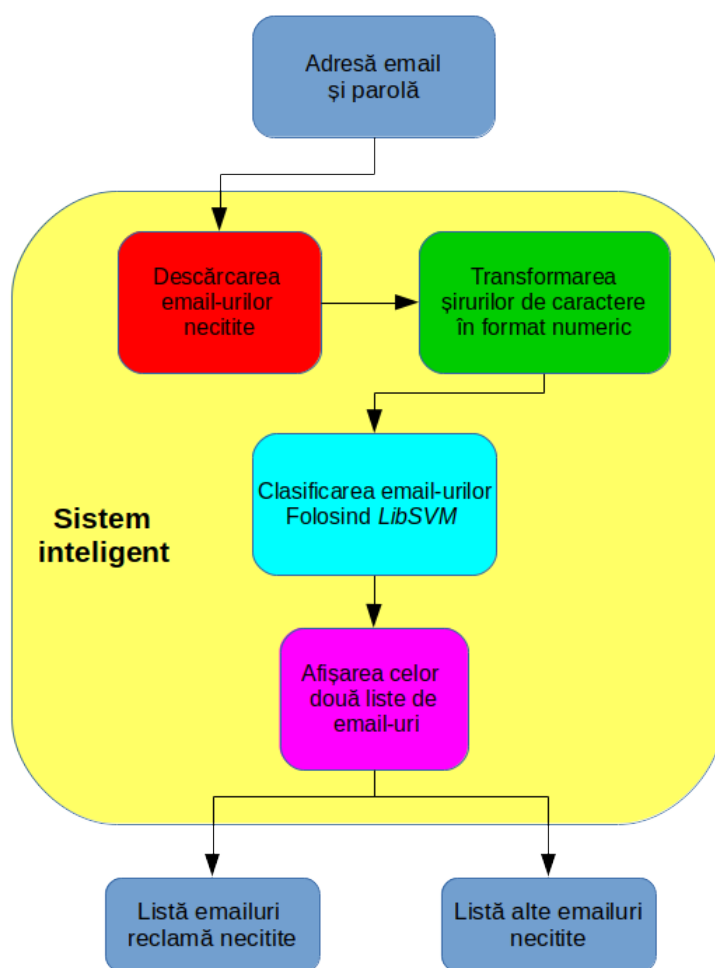 Adresă email
și parolă
Descărcarea
email-urilor
necitite
Transformarea
șirurilor de caractere
în format numeric
Clasificarea email-urilor
Folosind LibSVM
Sistem
inteligent
Afișarea celor
două liste de
email-uri
Listă emailuri
reclamă necitite
Listă alte emailuri
necitite